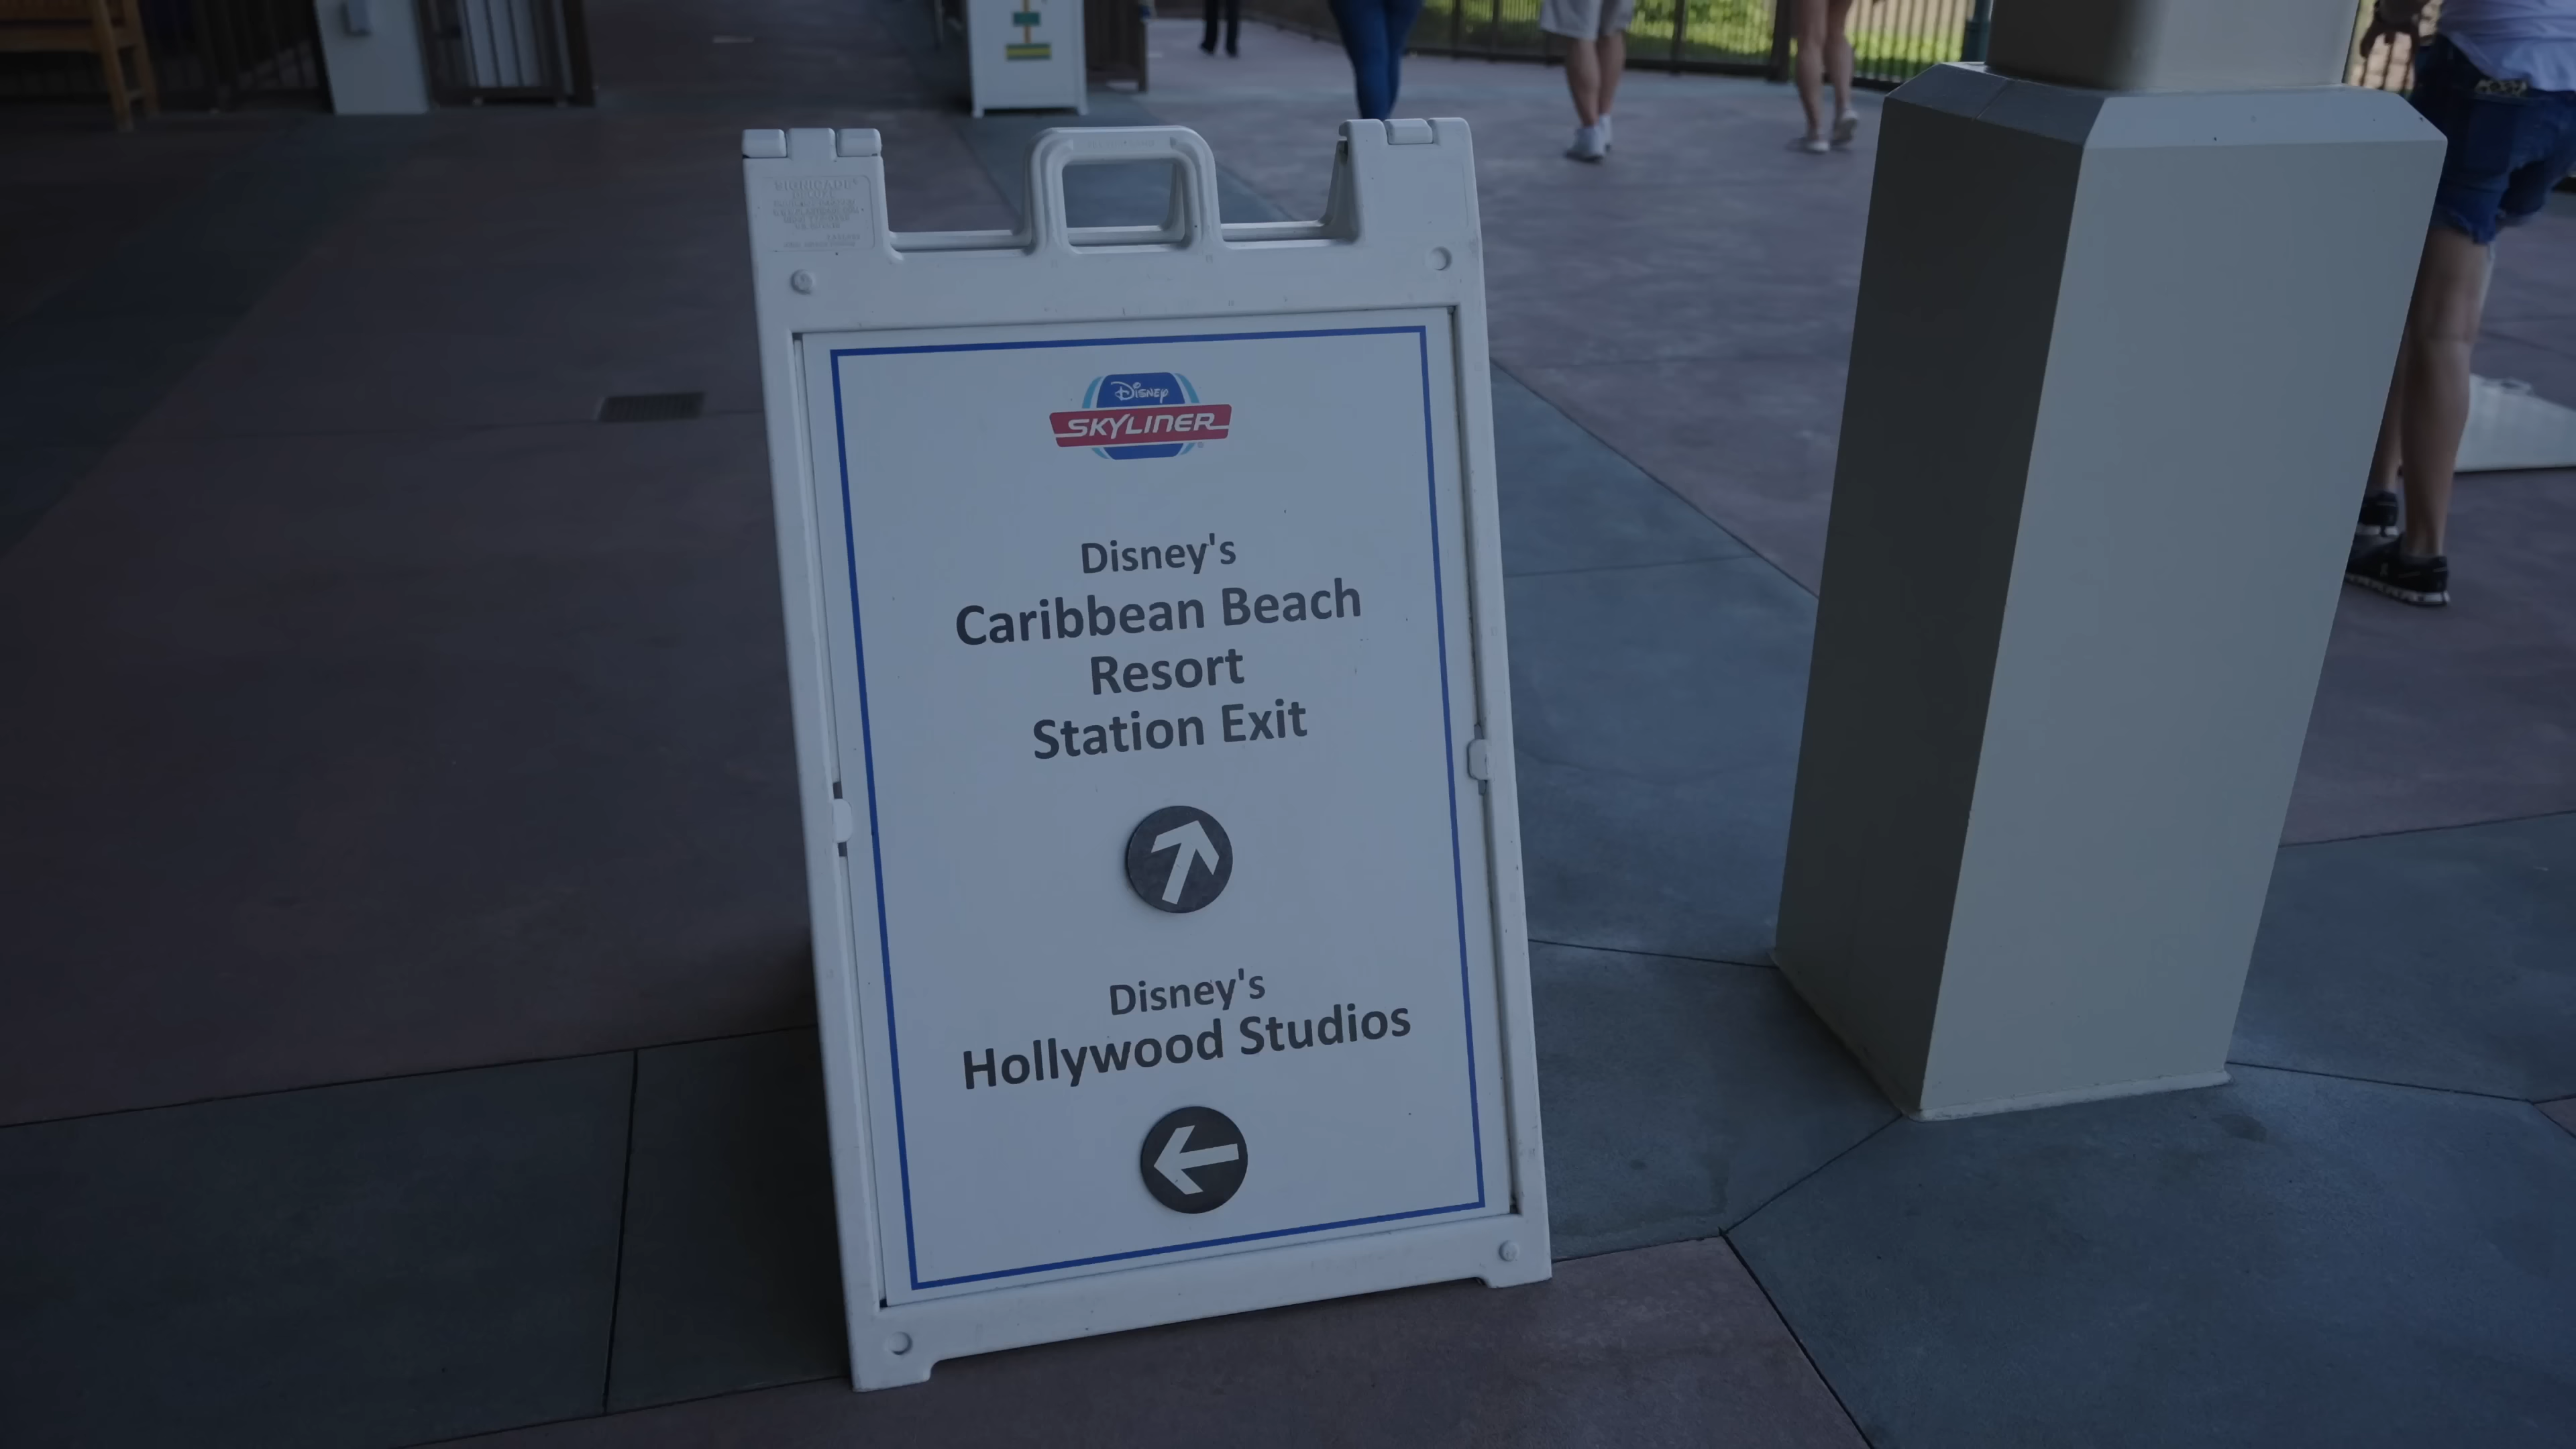 Disney
SKYLINER
Disney's
Caribbean Beach
Resort
Station Exit
Disney's
Hollywood Studios